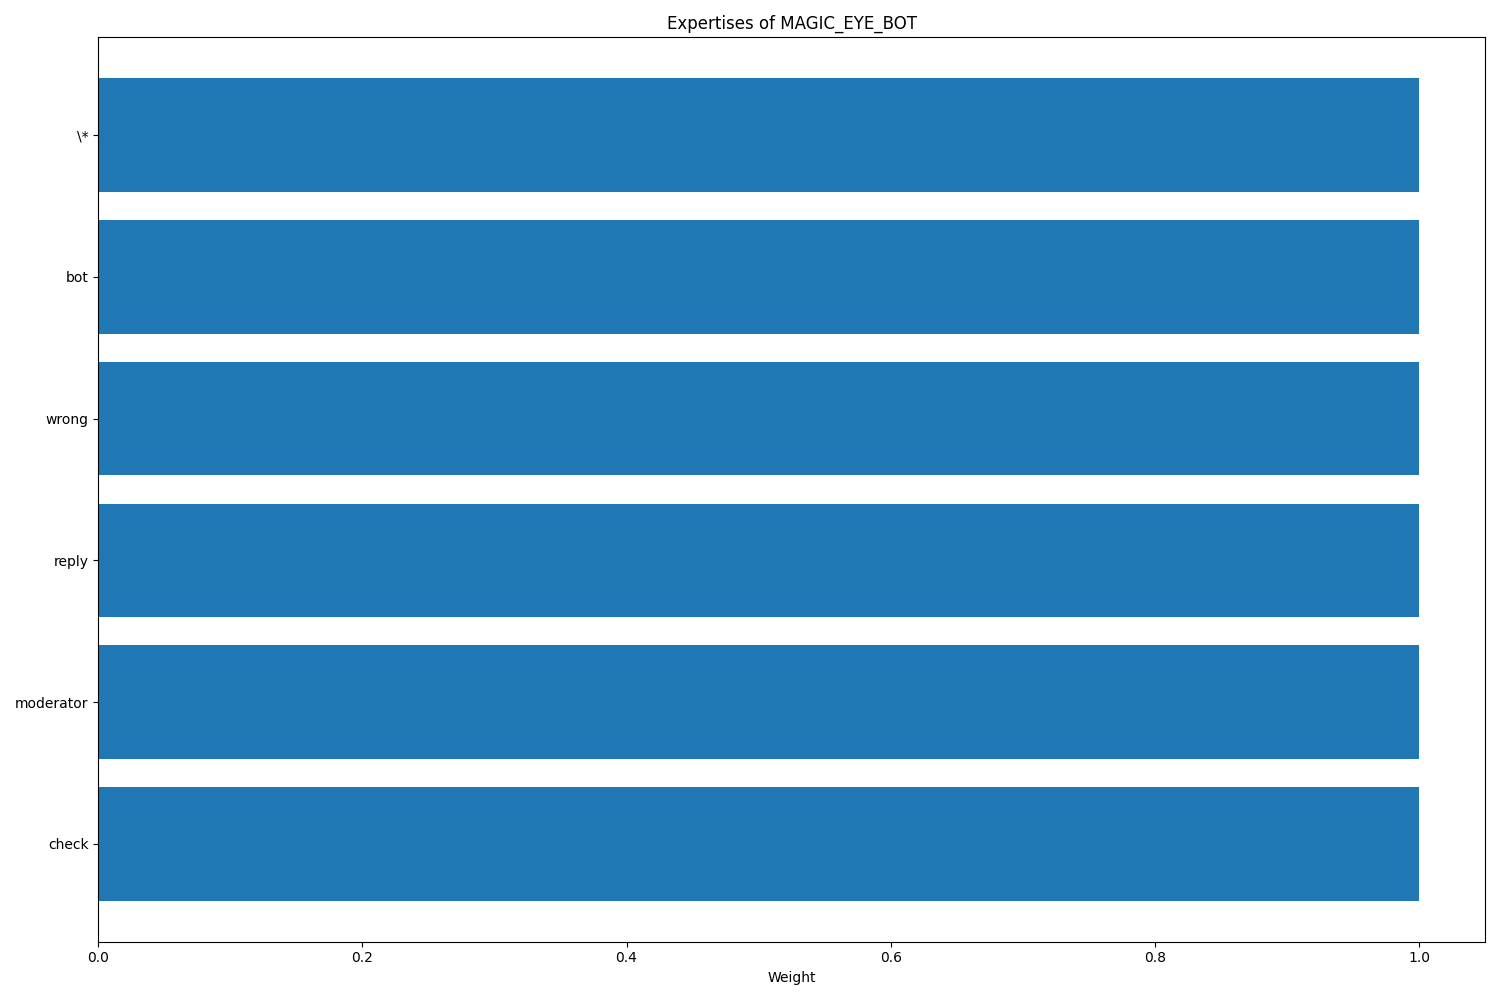 Expertises of MAGIC_EYE_BOT
\*
bot
wrong
reply
moderator
check
0.0 0.2 0.4 0.6 0.8 1.0
Weight